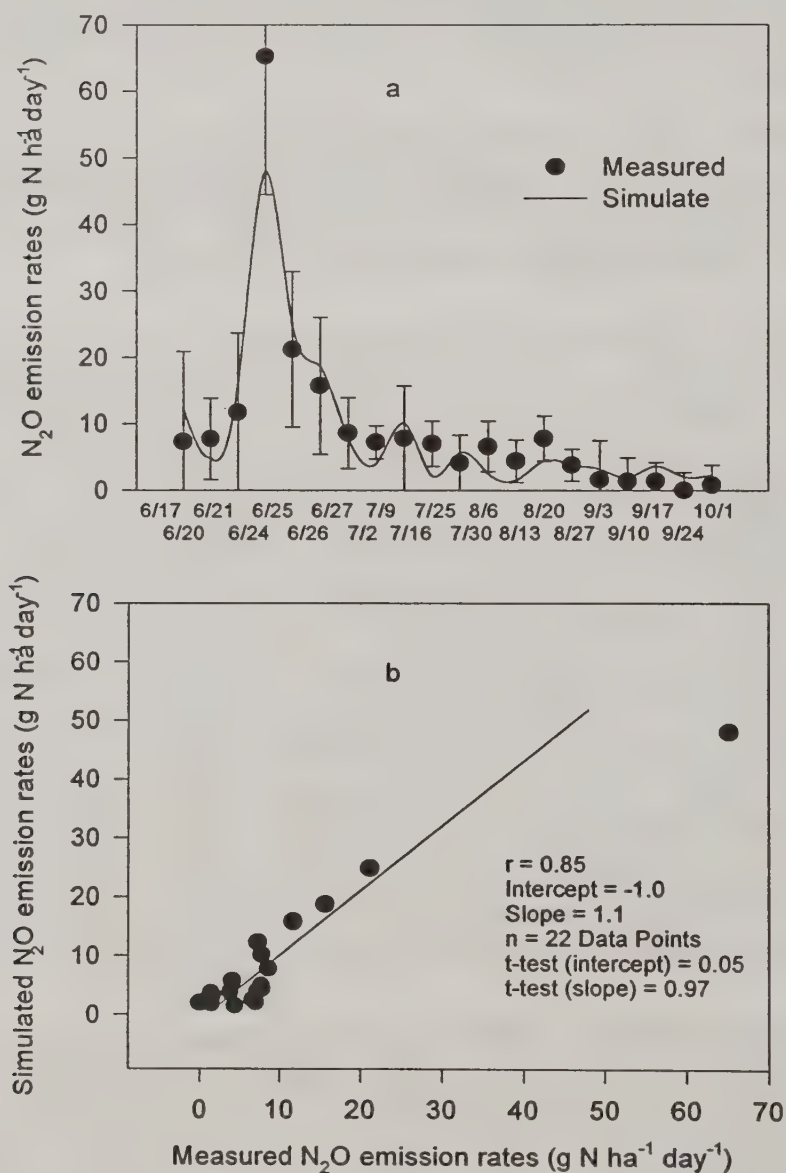 70
60
50
40
30
20
10
0
N₂O emission rates (g N h-a¹ day⁻¹)
a
Measured
Simulate
6/17 6/21 6/25 6/27 7/9 7/25 8/6 8/20 9/3 9/17 10/1
6/20 6/24 6/26 7/2 7/16 7/30 8/13 8/27 9/10 9/24
70
60
50
40
30
20
10
0
Simulated N2O emission rates (g N h-a¹ day⁻¹)
b
r = 0.85
Intercept = -1.0
Slope = 1.1
n = 22 Data Points
t-test (intercept) = 0.05
t-test (slope) = 0.97
0 10 20 30 40 50 60 70
Measured N₂O emission rates (g N ha⁻¹ day⁻¹)